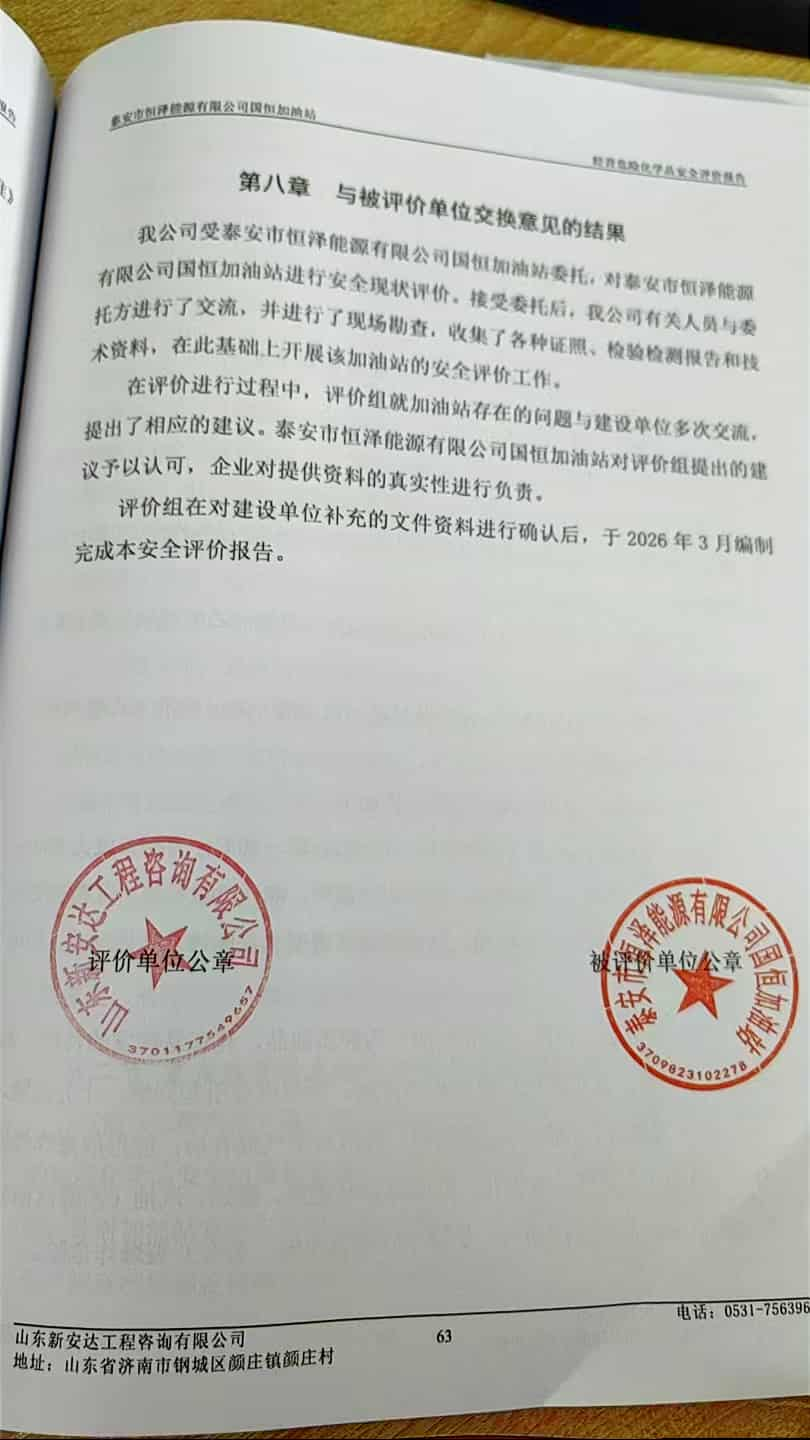 泰安市恒泽能源有限公司国恒加油站
经营危险化学品安全评价报告
第八章 与被评价单位交换意见的结果
我公司受泰安市恒泽能源有限公司国恒加油站委托，对泰安市恒泽能源
有限公司国恒加油站进行安全现状评价。接受委托后，我公司有关人员与委
托方进行了交流，并进行了现场勘查，收集了各种证照、检验检测报告和技
术资料，在此基础上开展该加油站的安全评价工作。
在评价进行过程中，评价组就加油站存在的问题与建设单位多次交流，
提出了相应的建议。泰安市恒泽能源有限公司国恒加油站对评价组提出的建
议予以认可，企业对提供资料的真实性进行负责。
评价组在对建设单位补充的文件资料进行确认后，于 2026 年 3 月编制
完成本安全评价报告。
山东新安达工程咨询有限公司
评价单位公章
3701177549657
泰安市恒泽能源有限公司国恒加油站
被评价单位公章
3709823102278
山东新安达工程咨询有限公司
63
电话：0531-756396
地址：山东省济南市钢城区颜庄镇颜庄村